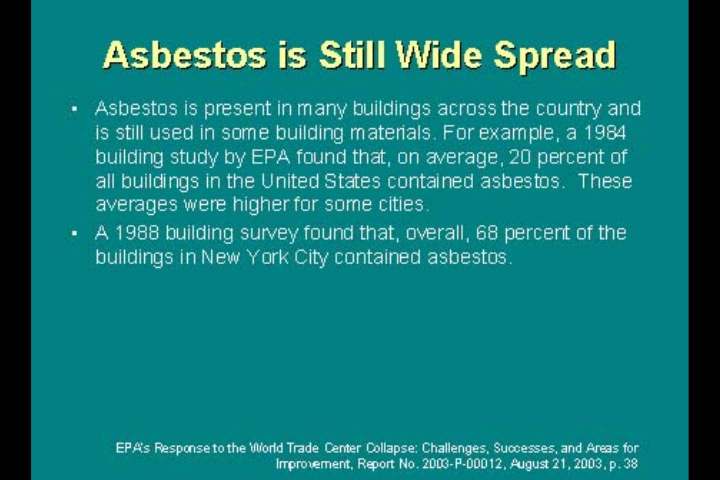 Asbestos is Still Wide Spread
• Asbestos is present in many buildings across the country and
is still used in some building materials. For example, a 1984
building study by EPA found that, on average, 20 percent of
all buildings in the United States contained asbestos. These
averages were higher for some cities.
• A 1988 building survey found that, overall, 68 percent of the
buildings in New York City contained asbestos.
EPA's Response to the World Trade Center Collapse: Challenges, Successes, and Areas for
Improvement, Report No. 2003-P-00012, August 21, 2003, p. 38